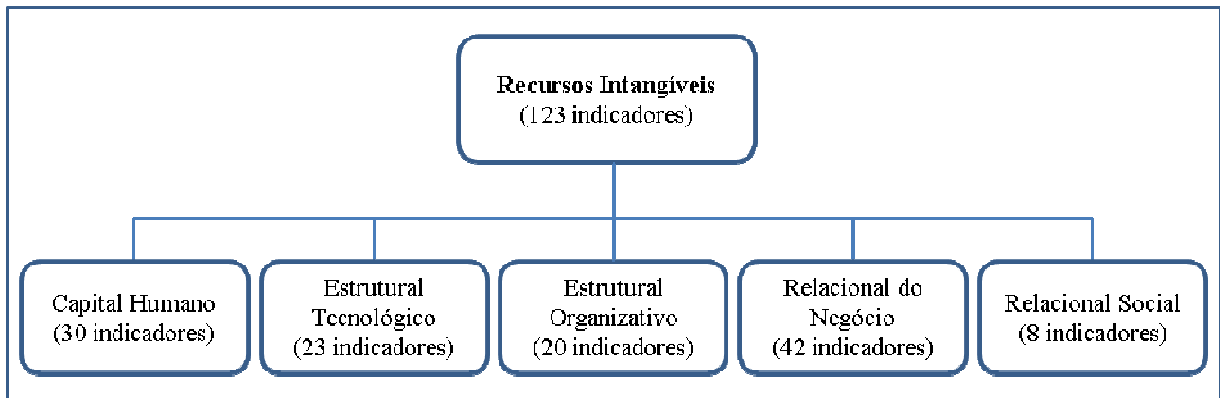 Recursos Intangíveis
(123 indicadores)
Capital Humano
(30 indicadores)
Estrutural
Tecnológico
(23 indicadores)
Estrutural
Organizativo
(20 indicadores)
Relacional do
Negócio
(42 indicadores)
Relacional Social
(8 indicadores)